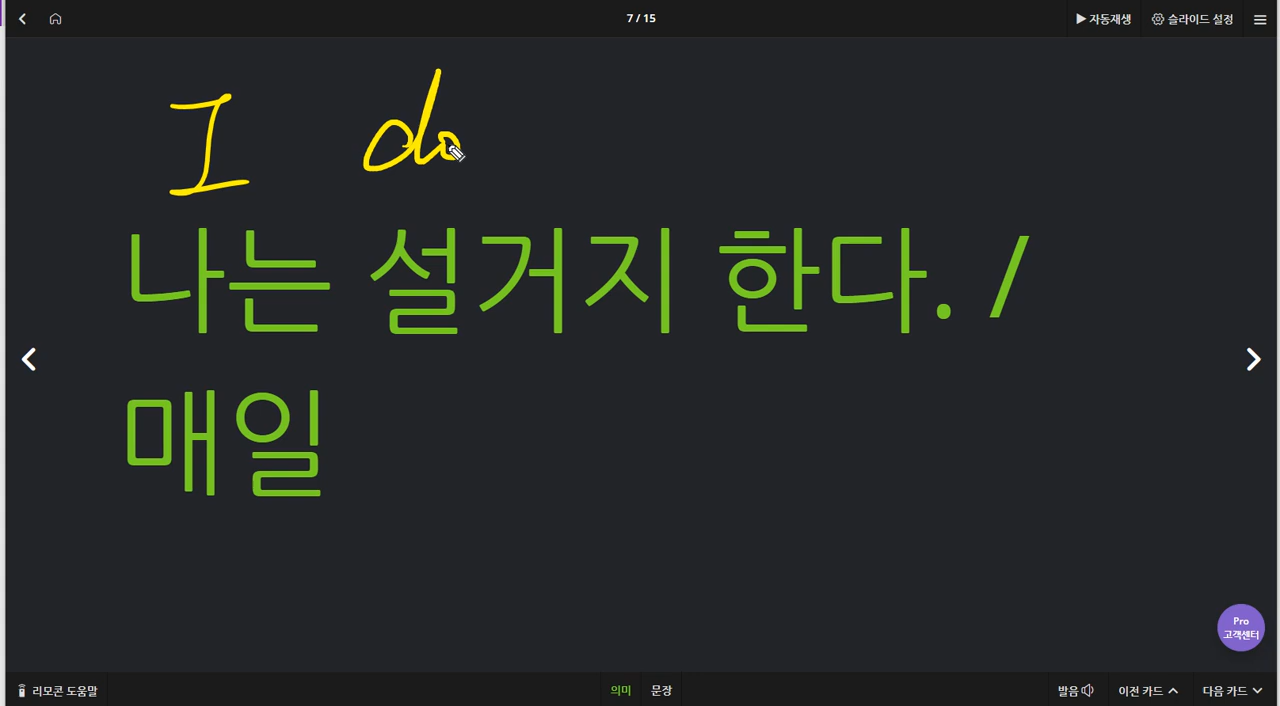 7 / 15
자동재생
슬라이드 설정
I do
나는 설거지 한다. /
매일
Pro
고객센터
리모콘 도움말
의미
문장
발음
이전 카드
다음 카드